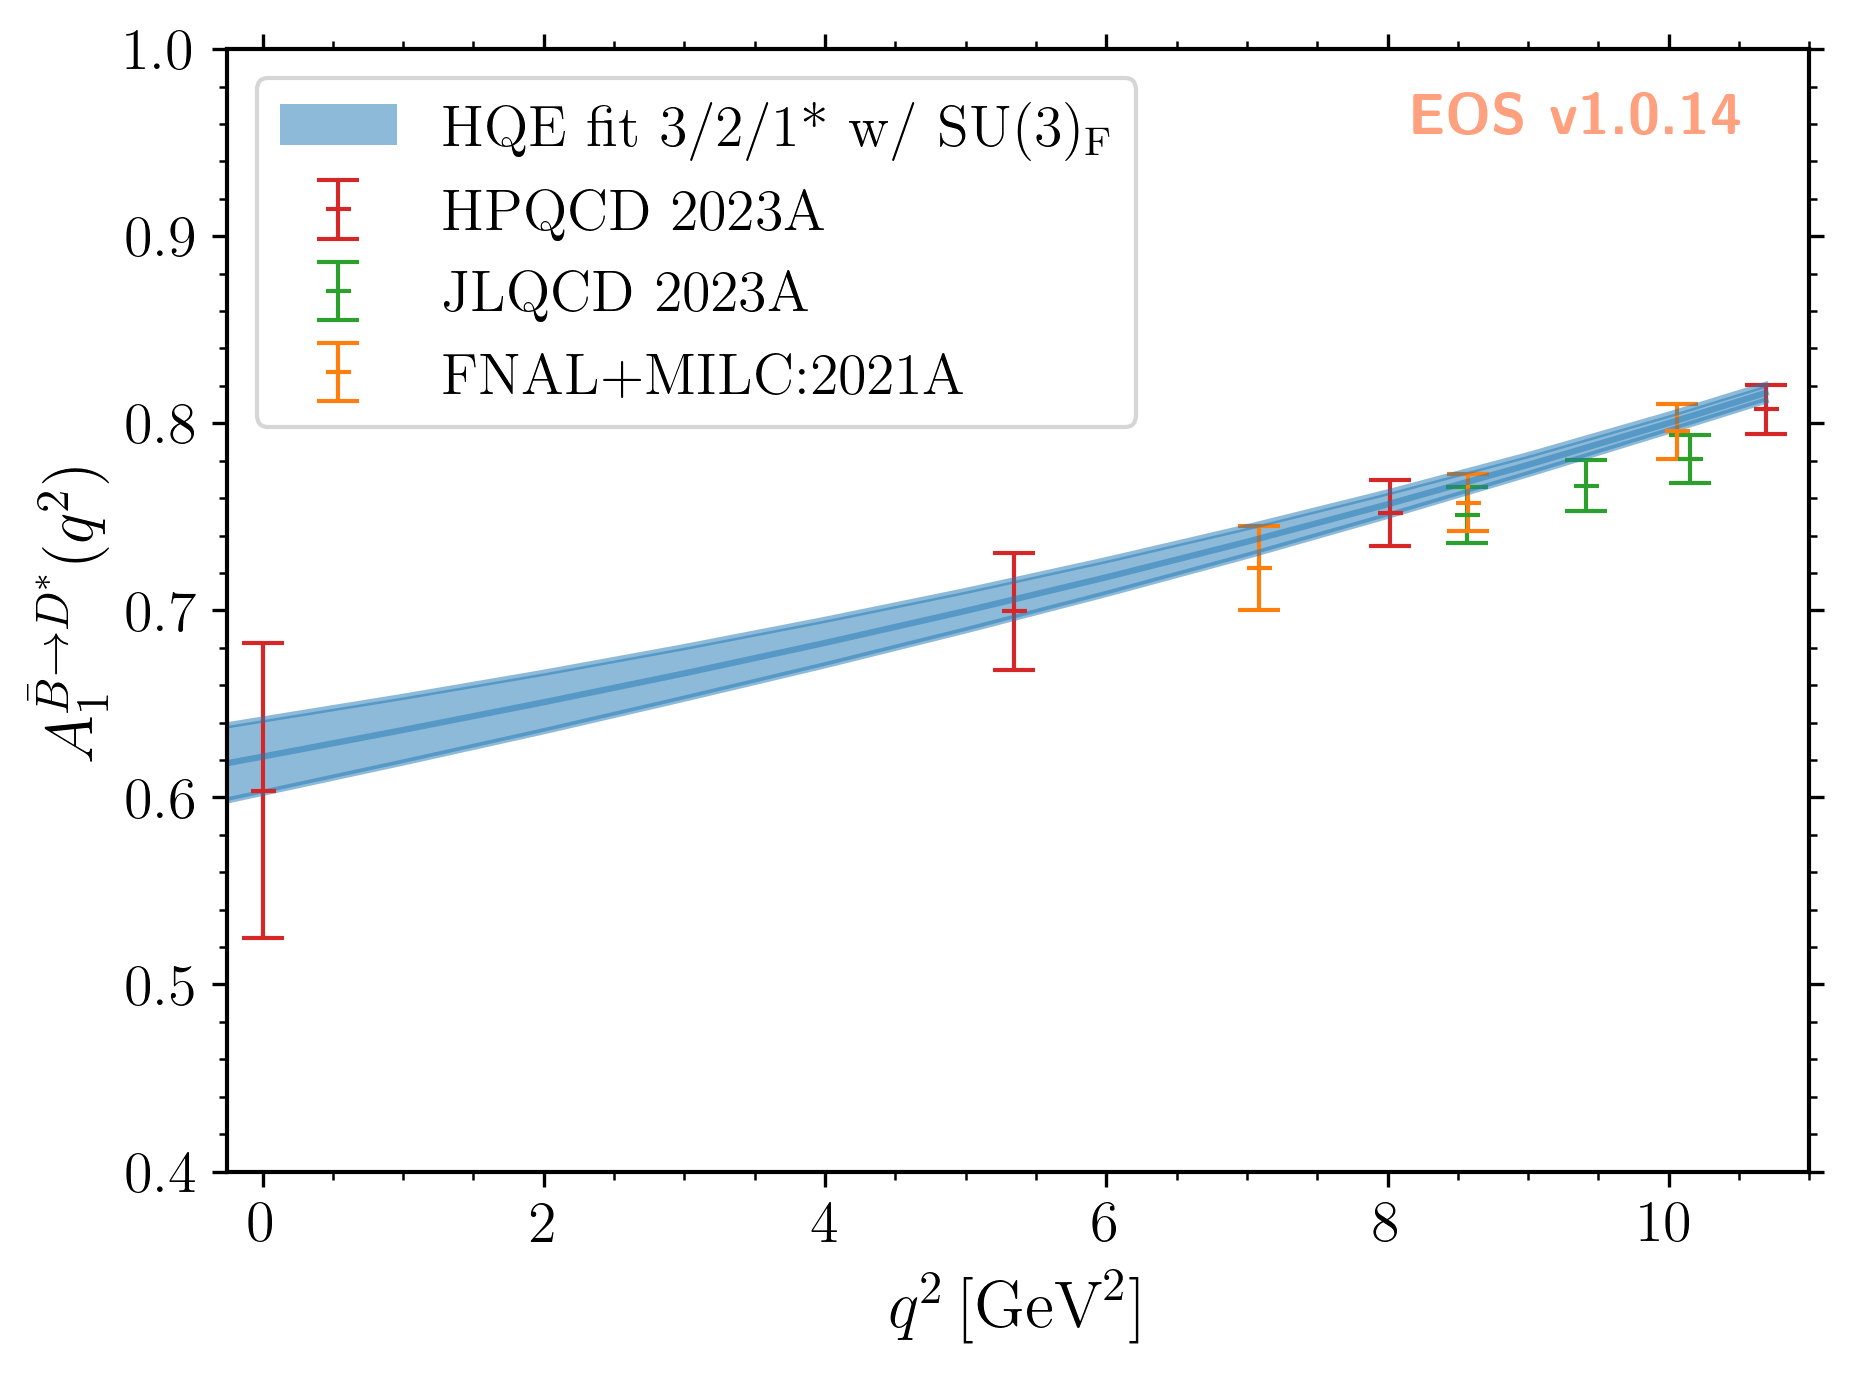 EOS v1.0.14
HQE fit 3/2/1* w/ SU(3)_F
HPQCD 2023A
JLQCD 2023A
FNAL+MILC:2021A
A_1^{B̄→D*}(q²)
1.0
0.9
0.8
0.7
0.6
0.5
0.4
0 2 4 6 8 10
q² [GeV²]